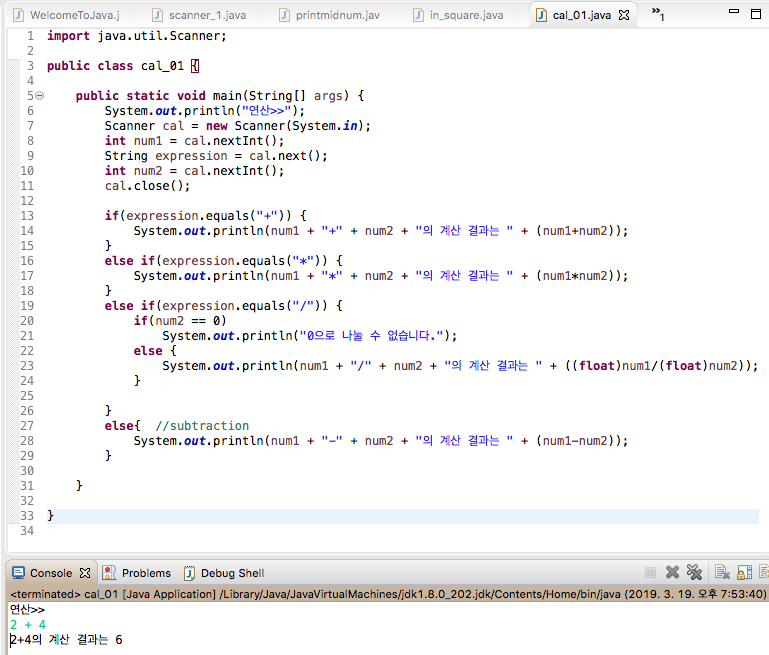 WelcomeToJava.j scanner_1.java printmidnum.jav in_square.java cal_01.java »1
1 import java.util.Scanner;
2
3 public class cal_01 {
4
5 public static void main(String[] args) {
6 System.out.println("연산>>");
7 Scanner cal = new Scanner(System.in);
8 int num1 = cal.nextInt();
9 String expression = cal.next();
10 int num2 = cal.nextInt();
11 cal.close();
12
13 if(expression.equals("+")) {
14 System.out.println(num1 + "+" + num2 + "의 계산 결과는 " + (num1+num2));
15 }
16 else if(expression.equals("*")) {
17 System.out.println(num1 + "*" + num2 + "의 계산 결과는 " + (num1*num2));
18 }
19 else if(expression.equals("/")) {
20 if(num2 == 0)
21 System.out.println("0으로 나눌 수 없습니다.");
22 else {
23 System.out.println(num1 + "/" + num2 + "의 계산 결과는 " + ((float)num1/(float)num2));
24 }
25
26 }
27 else{ //subtraction
28 System.out.println(num1 + "-" + num2 + "의 계산 결과는 " + (num1-num2));
29 }
30
31 }
32
33 }
34
Console Problems Debug Shell
<terminated> cal_01 [Java Application] /Library/Java/JavaVirtualMachines/jdk1.8.0_202.jdk/Contents/Home/bin/java (2019. 3. 19. 오후 7:53:40)
연산>>
2 + 4
2+4의 계산 결과는 6